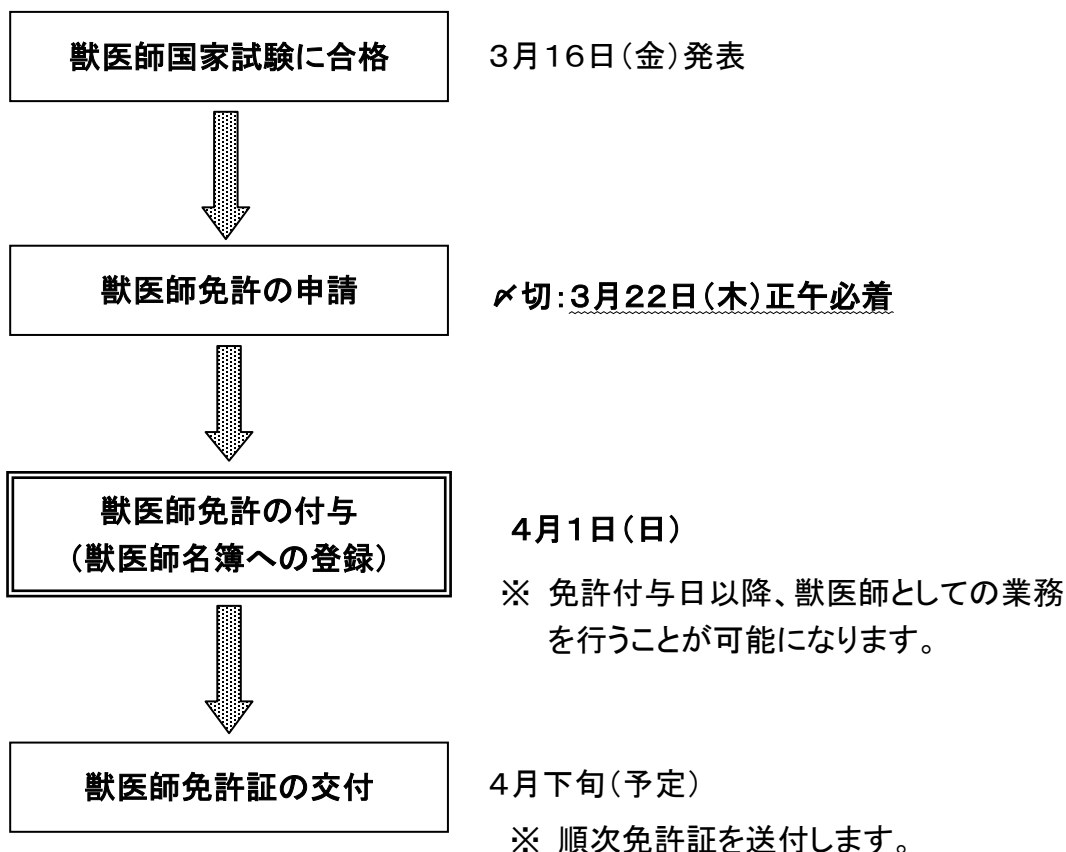 獣医師国家試験に合格
3月16日(金)発表
獣医師免許の申請
〆切:3月22日(木)正午必着
獣医師免許の付与
(獣医師名簿への登録)
4月1日(日)
※ 免許付与日以降、獣医師としての業務
を行うことが可能になります。
獣医師免許証の交付
4月下旬(予定)
※ 順次免許証を送付します。